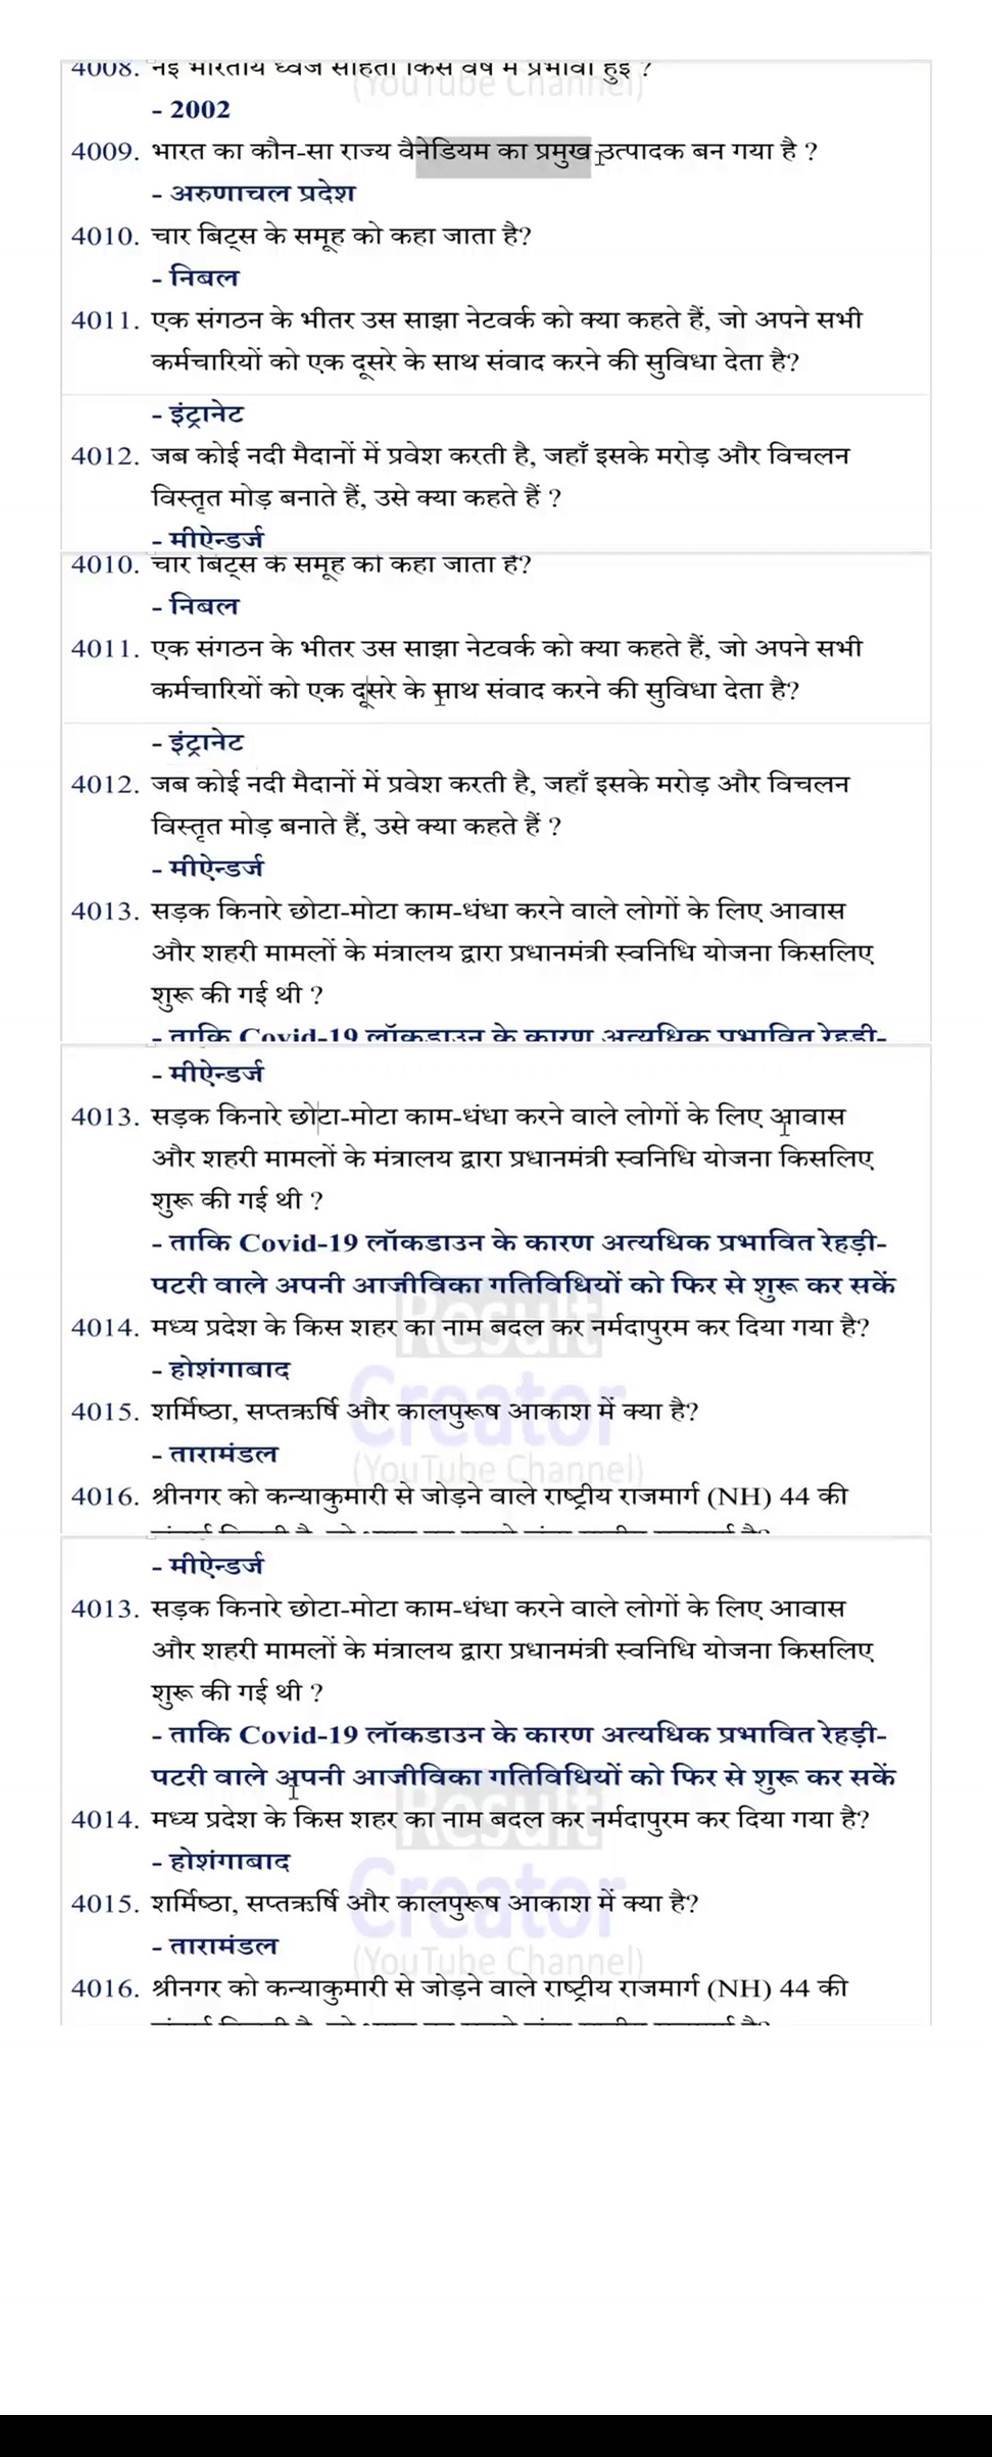 4008. नई भारतीय ध्वज संहिता किस वर्ष में प्रभावी हुई ?
(YouTube Channel)
- 2002
4009. भारत का कौन-सा राज्य वैनेडियम का प्रमुख उत्पादक बन गया है ?
- अरुणाचल प्रदेश
4010. चार बिट्स के समूह को कहा जाता है?
- निबल
4011. एक संगठन के भीतर उस साझा नेटवर्क को क्या कहते हैं, जो अपने सभी
कर्मचारियों को एक दूसरे के साथ संवाद करने की सुविधा देता है?
- इंट्रानेट
4012. जब कोई नदी मैदानों में प्रवेश करती है, जहाँ इसके मरोड़ और विचलन
विस्तृत मोड़ बनाते हैं, उसे क्या कहते हैं ?
- मीऐन्डर्ज
4010. चार बिट्स के समूह को कहा जाता है?
- निबल
4011. एक संगठन के भीतर उस साझा नेटवर्क को क्या कहते हैं, जो अपने सभी
कर्मचारियों को एक दूसरे के साथ संवाद करने की सुविधा देता है?
- इंट्रानेट
4012. जब कोई नदी मैदानों में प्रवेश करती है, जहाँ इसके मरोड़ और विचलन
विस्तृत मोड़ बनाते हैं, उसे क्या कहते हैं ?
- मीऐन्डर्ज
4013. सड़क किनारे छोटा-मोटा काम-धंधा करने वाले लोगों के लिए आवास
और शहरी मामलों के मंत्रालय द्वारा प्रधानमंत्री स्वनिधि योजना किसलिए
शुरू की गई थी ?
- ताकि Covid-19 लॉकडाउन के कारण अत्यधिक प्रभावित रेहड़ी-
- मीऐन्डर्ज
4013. सड़क किनारे छोटा-मोटा काम-धंधा करने वाले लोगों के लिए आवास
और शहरी मामलों के मंत्रालय द्वारा प्रधानमंत्री स्वनिधि योजना किसलिए
शुरू की गई थी ?
- ताकि Covid-19 लॉकडाउन के कारण अत्यधिक प्रभावित रेहड़ी-
पटरी वाले अपनी आजीविका गतिविधियों को फिर से शुरू कर सकें
Result
4014. मध्य प्रदेश के किस शहर का नाम बदल कर नर्मदापुरम कर दिया गया है?
- होशंगाबाद
Creator
4015. शर्मिष्ठा, सप्तऋर्षि और कालपुरूष आकाश में क्या है?
- तारामंडल
(YouTube Channel)
4016. श्रीनगर को कन्याकुमारी से जोड़ने वाले राष्ट्रीय राजमार्ग (NH) 44 की
- मीऐन्डर्ज
4013. सड़क किनारे छोटा-मोटा काम-धंधा करने वाले लोगों के लिए आवास
और शहरी मामलों के मंत्रालय द्वारा प्रधानमंत्री स्वनिधि योजना किसलिए
शुरू की गई थी ?
- ताकि Covid-19 लॉकडाउन के कारण अत्यधिक प्रभावित रेहड़ी-
पटरी वाले अपनी आजीविका गतिविधियों को फिर से शुरू कर सकें
Result
4014. मध्य प्रदेश के किस शहर का नाम बदल कर नर्मदापुरम कर दिया गया है?
- होशंगाबाद
Creator
4015. शर्मिष्ठा, सप्तऋर्षि और कालपुरूष आकाश में क्या है?
- तारामंडल
(YouTube Channel)
4016. श्रीनगर को कन्याकुमारी से जोड़ने वाले राष्ट्रीय राजमार्ग (NH) 44 की